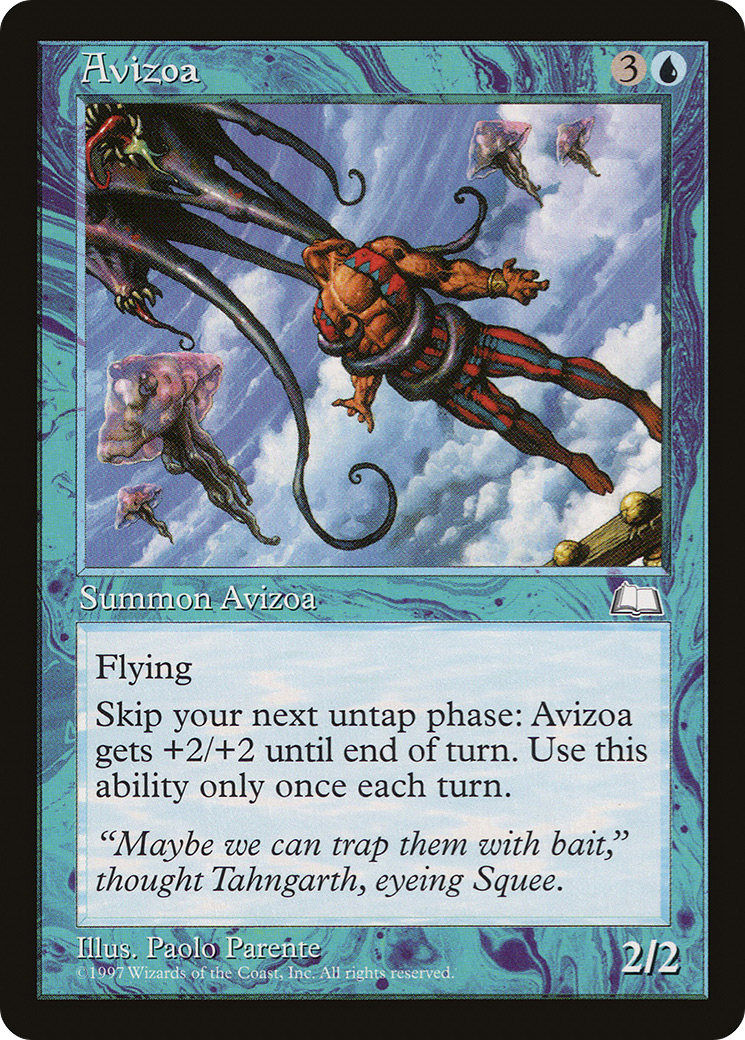 Avizoa 3
Summon Avizoa
Flying
Skip your next untap phase: Avizoa
gets +2/+2 until end of turn. Use this
ability only once each turn.
“Maybe we can trap them with bait,”
thought Tahngarth, eyeing Squee.
Illus. Paolo Parente
©1997 Wizards of the Coast, Inc. All rights reserved.
2/2